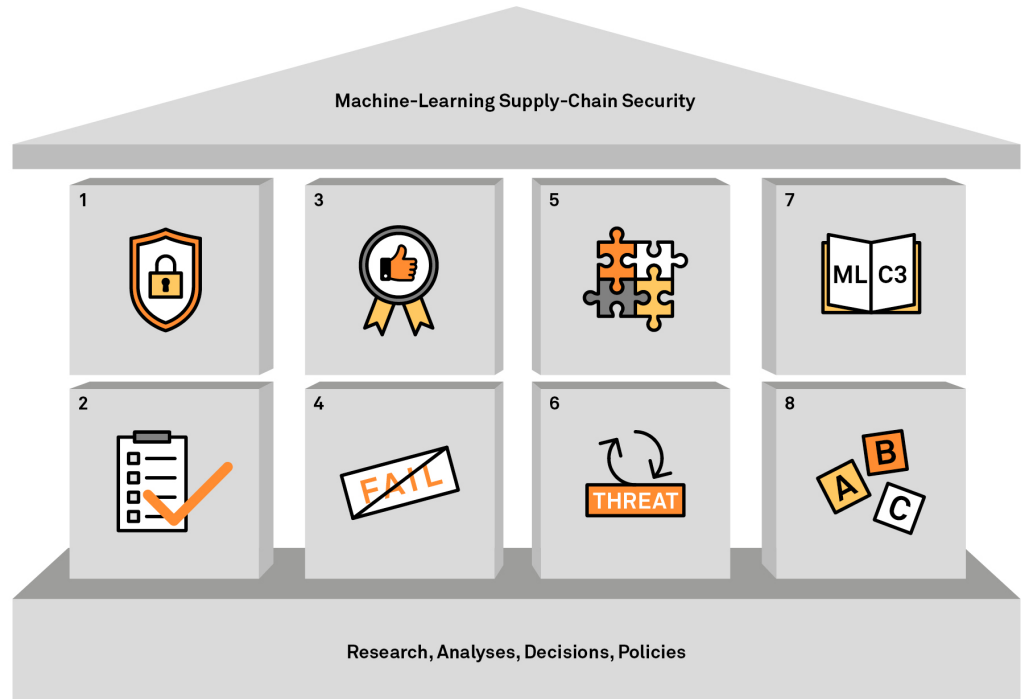 Machine-Learning Supply-Chain Security
1
3
5
7
ML C3
2
4
6
8
FAIL
THREAT
A
B
C
Research, Analyses, Decisions, Policies